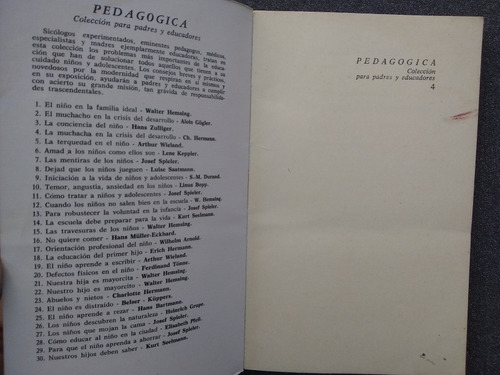 PEDAGOGICA
Colección para padres y educadores
Sicólogos experimentados, eminentes pedagogos, médicos,
especialistas y madres ejemplarmente educadoras, tratan en
esta colección los problemas más importantes de la educa-
ción que han de solucionar todos aquellos que tienen a su
cuidado niños y adolescentes. Los consejos breves y prácticos,
novedosos por la modernidad que respiran en sí mismos y
en su exposición, ayudarán a padres y educadores a cumplir
con acierto su grande misión, tan grávida de responsabilida-
des trascendentales.
1. El niño en la familia ideal - Walter Hemsing.
2. El muchacho en la crisis del desarrollo - Alois Gügler.
3. La conciencia del niño - Hans Zulliger.
4. La muchacha en la crisis del desarrollo - Ch. Hermann.
5. La terquedad en el niño - Arthur Wieland.
6. Amad a los niños como ellos son - Lene Keppler.
7. Las mentiras de los niños - Josef Spieler.
8. Dejad que los niños jueguen - Luise Saatmann.
9. Iniciación a la vida de niños y adolescentes - S.-M. Durand.
10. Temor, angustia, ansiedad en los niños - Linus Bopp.
11. Cómo tratar a niños y adolescentes - Josef Spieler.
12. Cuando los niños no salen bien en la escuela - W. Hemsing
13. Para robustecer la voluntad en la infancia - Josef Spieler.
14. La escuela debe preparar para la vida - Kurt Seelmann.
15. Las travesuras de los niños - Walter Hemsing.
16. No quiere comer - Hans Müller-Eckhard.
17. Orientación profesional del niño - Wilhelm Arnold.
18. La educación del primer hijo - Erich Hermann.
19. El niño aprende a escribir - Arthur Wieland.
20. Defectos físicos en el niño - Ferdinand Tönne.
21. Nuestra hija es mayorcita - Walter Hemsing.
22. Nuestro hijo es mayorcito - Walter Hemsing.
23. Abuelos y nietos - Charlotte Hermann.
24. El niño es distraído - Belser - Küppers.
25. El niño aprende a rezar - Hans Hartmann.
26. Los niños descubren la naturaleza - Heinrich Grupe.
27. Los niños que mojan la cama - Josef Spieler.
28. Cómo educar al niño en la ciudad - Elisabeth Pfeil.
29. Para que el niño aprenda a ahorrar - Josef Spieler.
30. Nuestros hijos deben saber - Kurt Seelmann.
PEDAGOGICA
Colección
para padres y educadores
4